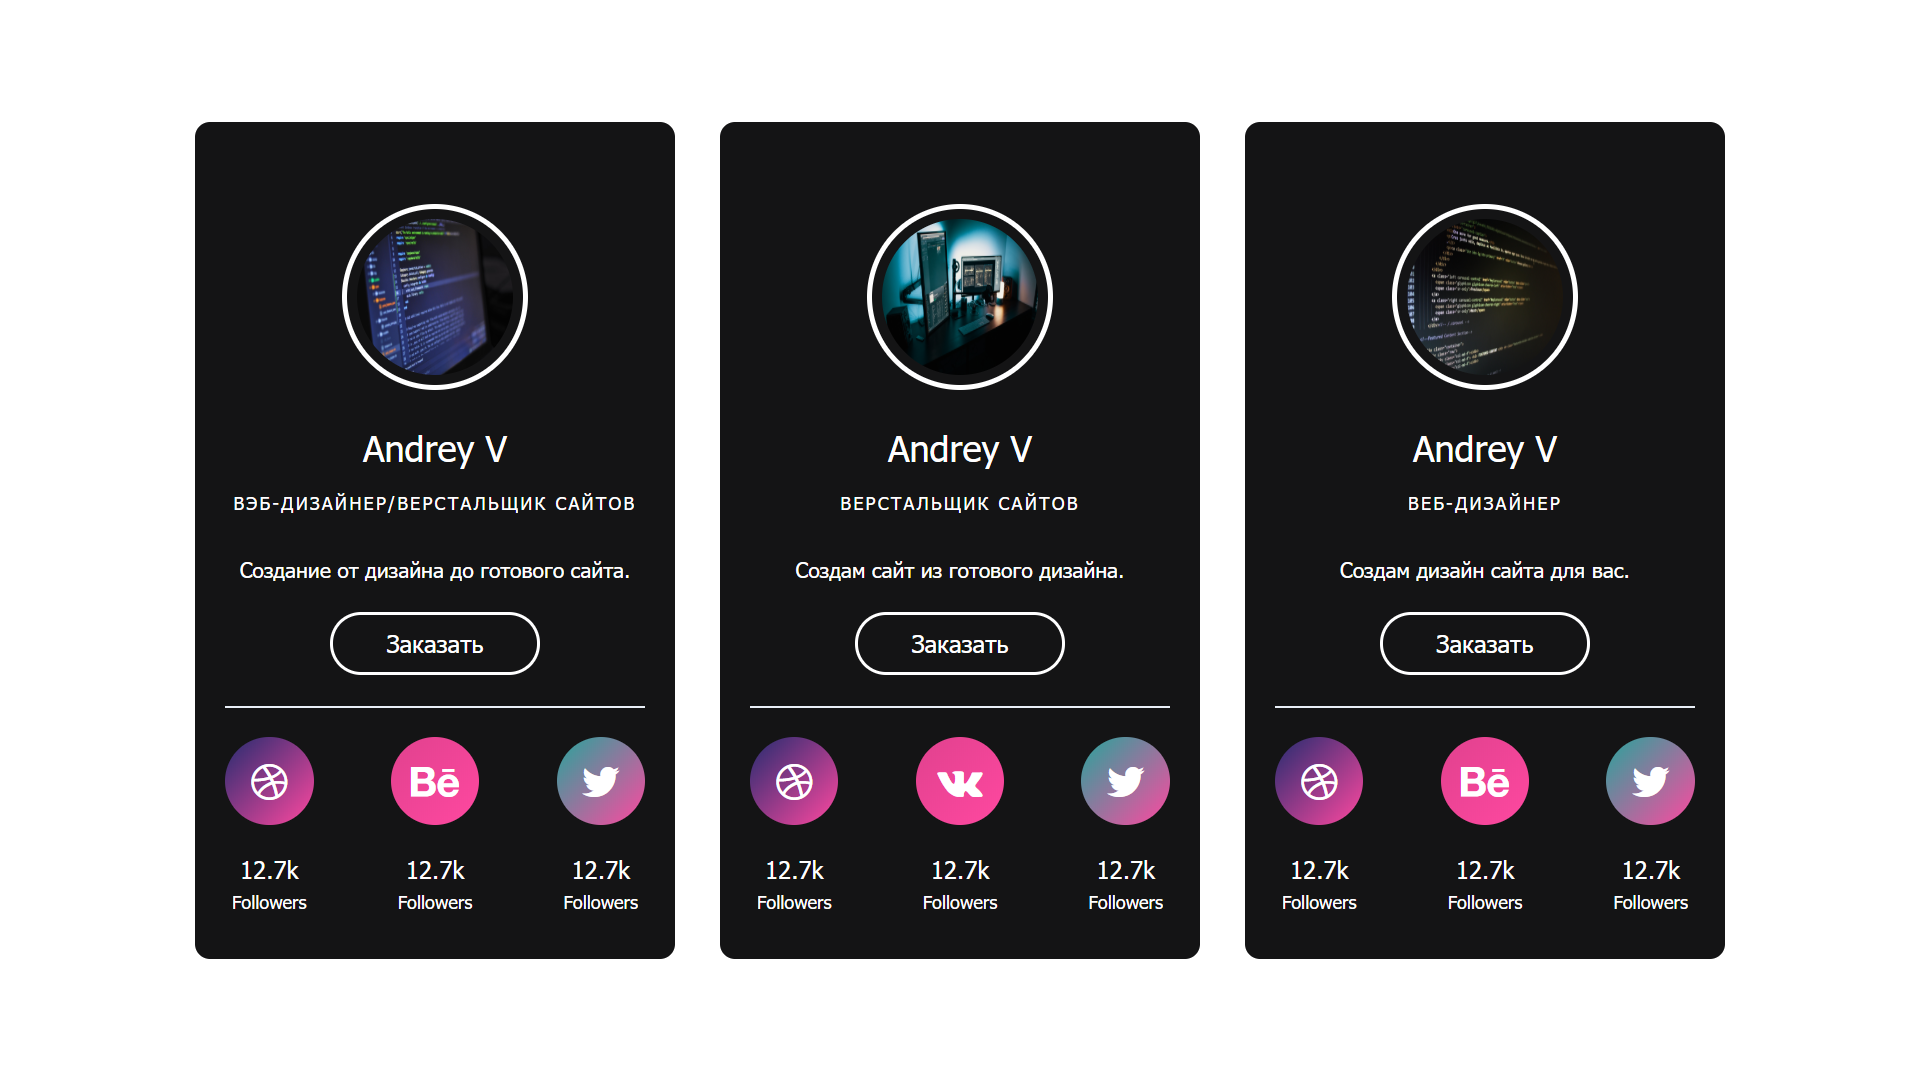 Andrey V
ВЭБ-ДИЗАЙНЕР/ВЕРСТАЛЬЩИК САЙТОВ
Создание от дизайна до готового сайта.
Заказать
Bē
12.7k 12.7k 12.7k
Followers Followers Followers
Andrey V
ВЕРСТАЛЬЩИК САЙТОВ
Создам сайт из готового дизайна.
Заказать
12.7k 12.7k 12.7k
Followers Followers Followers
Andrey V
ВЕБ-ДИЗАЙНЕР
Создам дизайн сайта для вас.
Заказать
Bē
12.7k 12.7k 12.7k
Followers Followers Followers